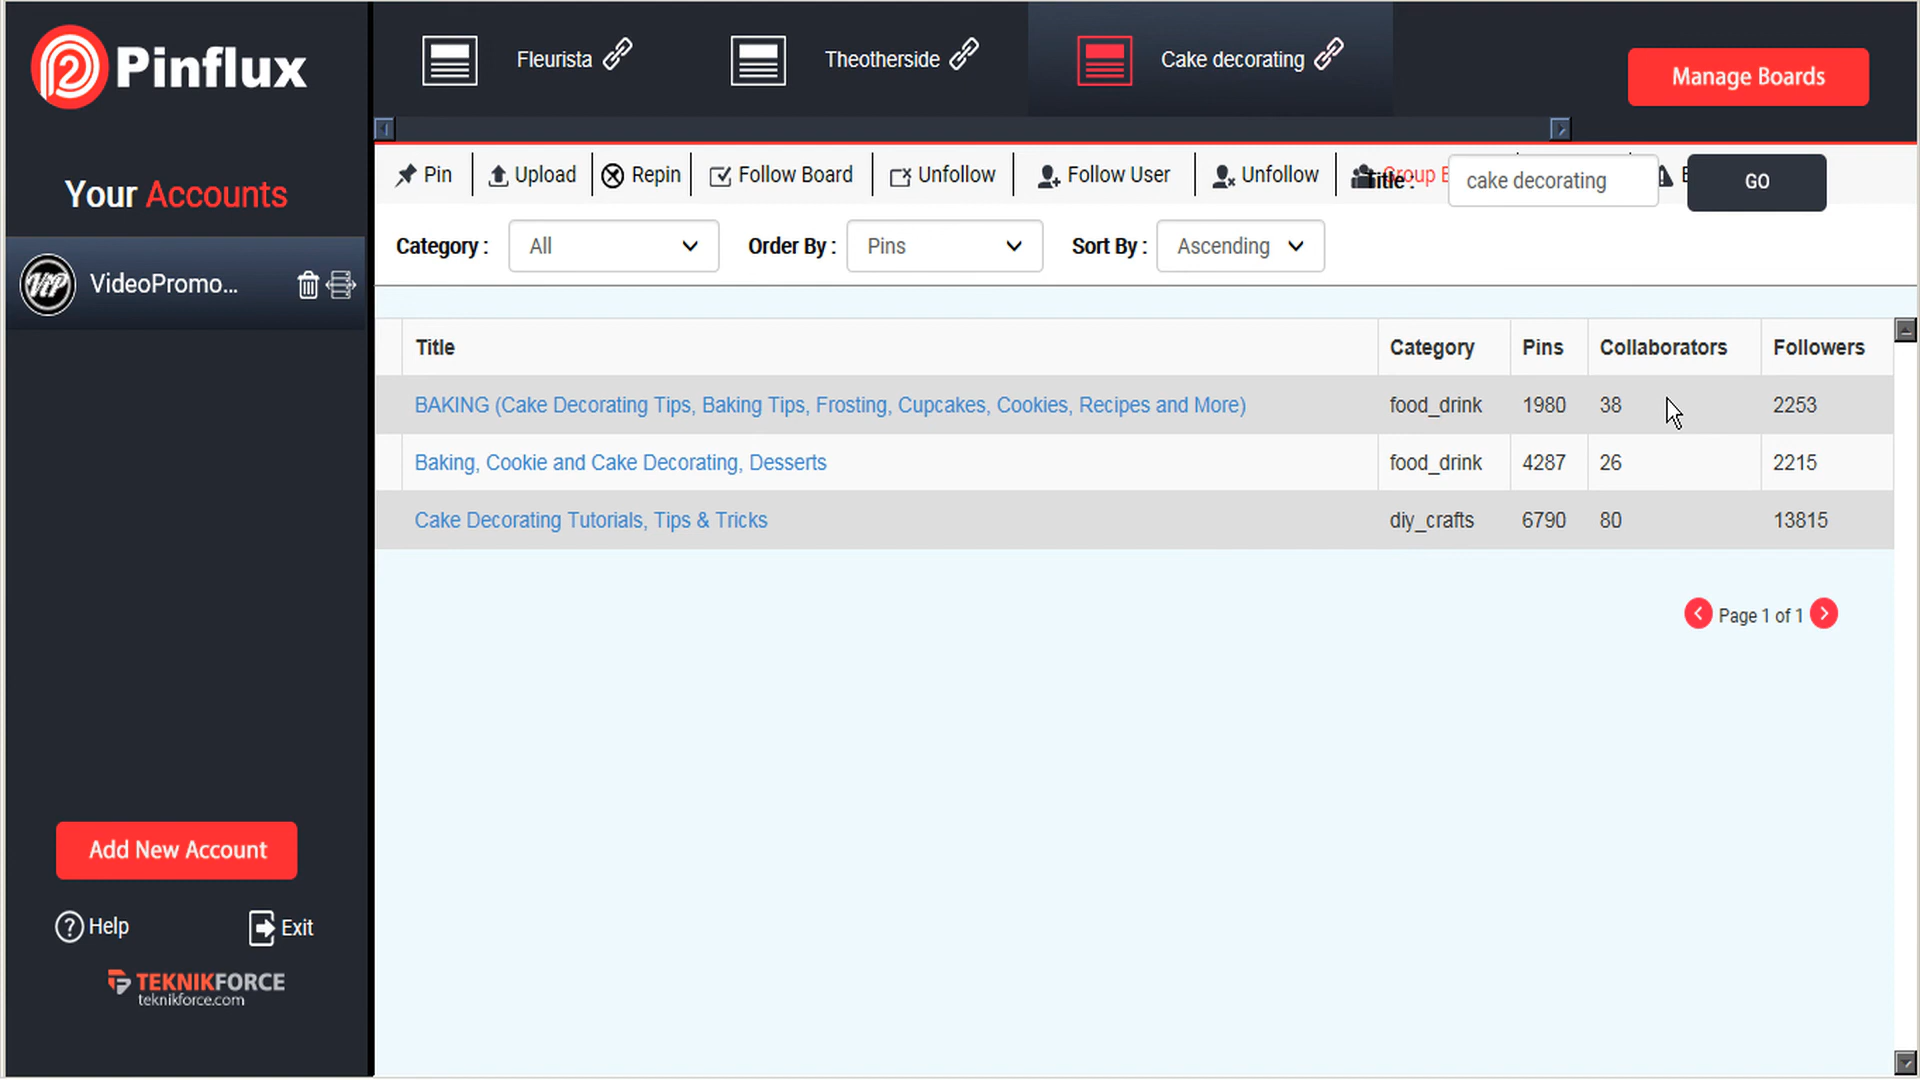 Pinflux
Fleurista
Theotherside
Cake decorating
Manage Boards
Your Accounts
VideoPromo...
Pin
Upload
Repin
Follow Board
Unfollow
Follow User
Unfollow
Group
Title :
cake decorating
GO
Category :
All
Order By :
Pins
Sort By :
Ascending
Title Category Pins Collaborators Followers
BAKING (Cake Decorating Tips, Baking Tips, Frosting, Cupcakes, Cookies, Recipes and More) food_drink 1980 38 2253
Baking, Cookie and Cake Decorating, Desserts food_drink 4287 26 2215
Cake Decorating Tutorials, Tips & Tricks diy_crafts 6790 80 13815
Page 1 of 1
Add New Account
Help
Exit
TEKNIKFORCE
teknikforce.com